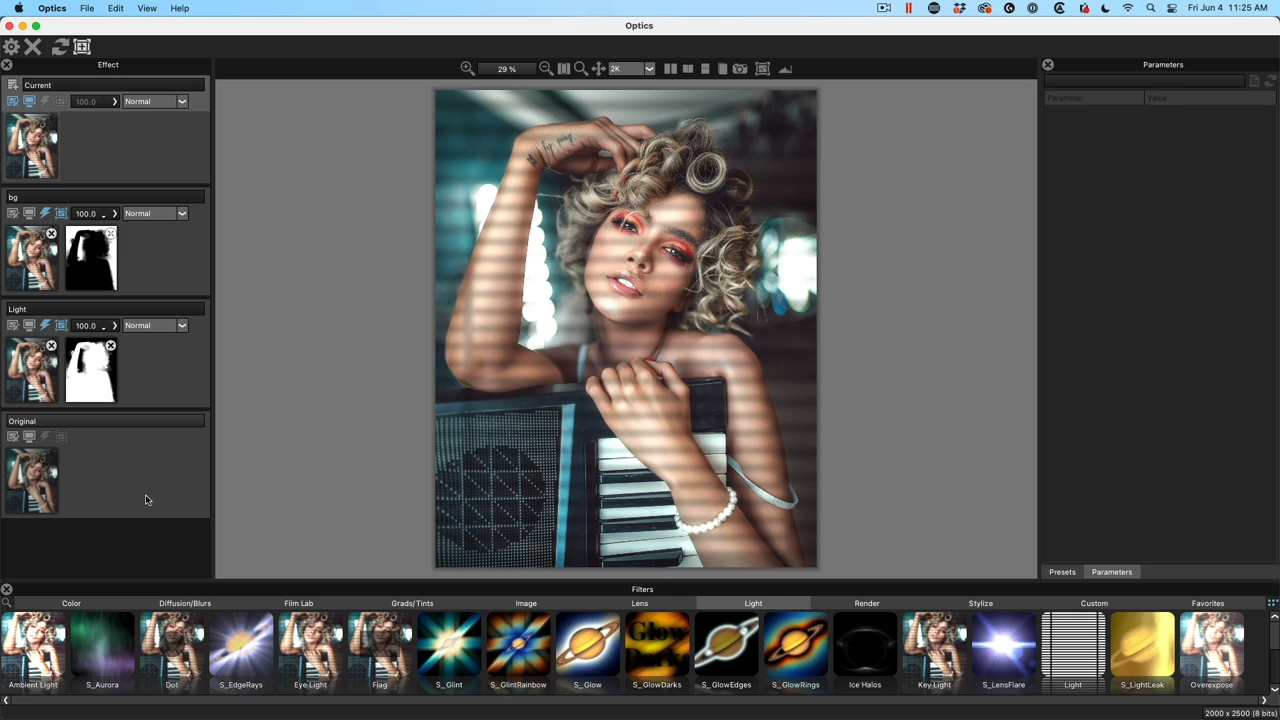 Optics File Edit View Help Fri Jun 4 11:25 AM
Optics
Effect
29 %
2K
Parameters
Current
100.0 Normal
Parameter Value
bg
100.0 Normal
Light
100.0 Normal
Original
Presets Parameters
Filters
Color Diffusion/Blurs Film Lab Grads/Tints Image Lens Light Render Stylize Custom Favorites
Ambient Light S_Aurora Dot S_EdgeRays Eye Light Flag S_Glint S_GlintRainbow S_Glow S_GlowDarks S_GlowEdges S_GlowRings Ice Halos Key Light S_LensFlare Light S_LightLeak Overexpose
2000 x 2500 (8 bits)